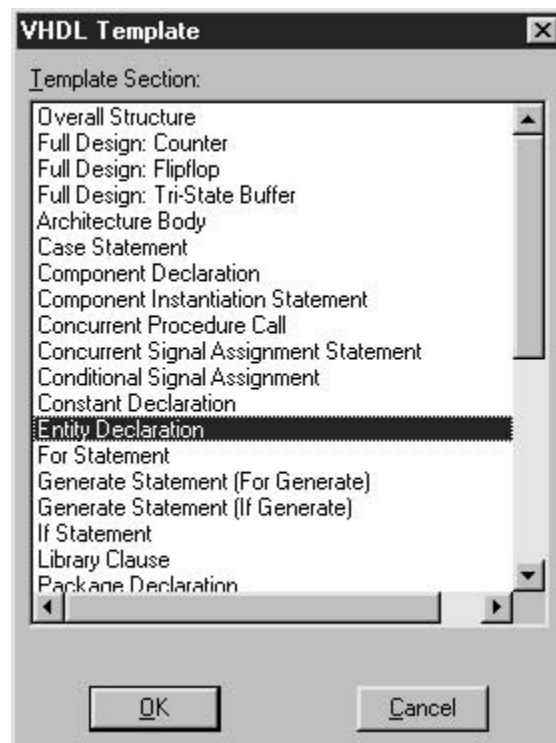 VHDL Template
Template Section:
Overall Structure
Full Design: Counter
Full Design: Flipflop
Full Design: Tri-State Buffer
Architecture Body
Case Statement
Component Declaration
Component Instantiation Statement
Concurrent Procedure Call
Concurrent Signal Assignment Statement
Conditional Signal Assignment
Constant Declaration
Entity Declaration
For Statement
Generate Statement (For Generate)
Generate Statement (If Generate)
If Statement
Library Clause
Package Declaration
OK
Cancel